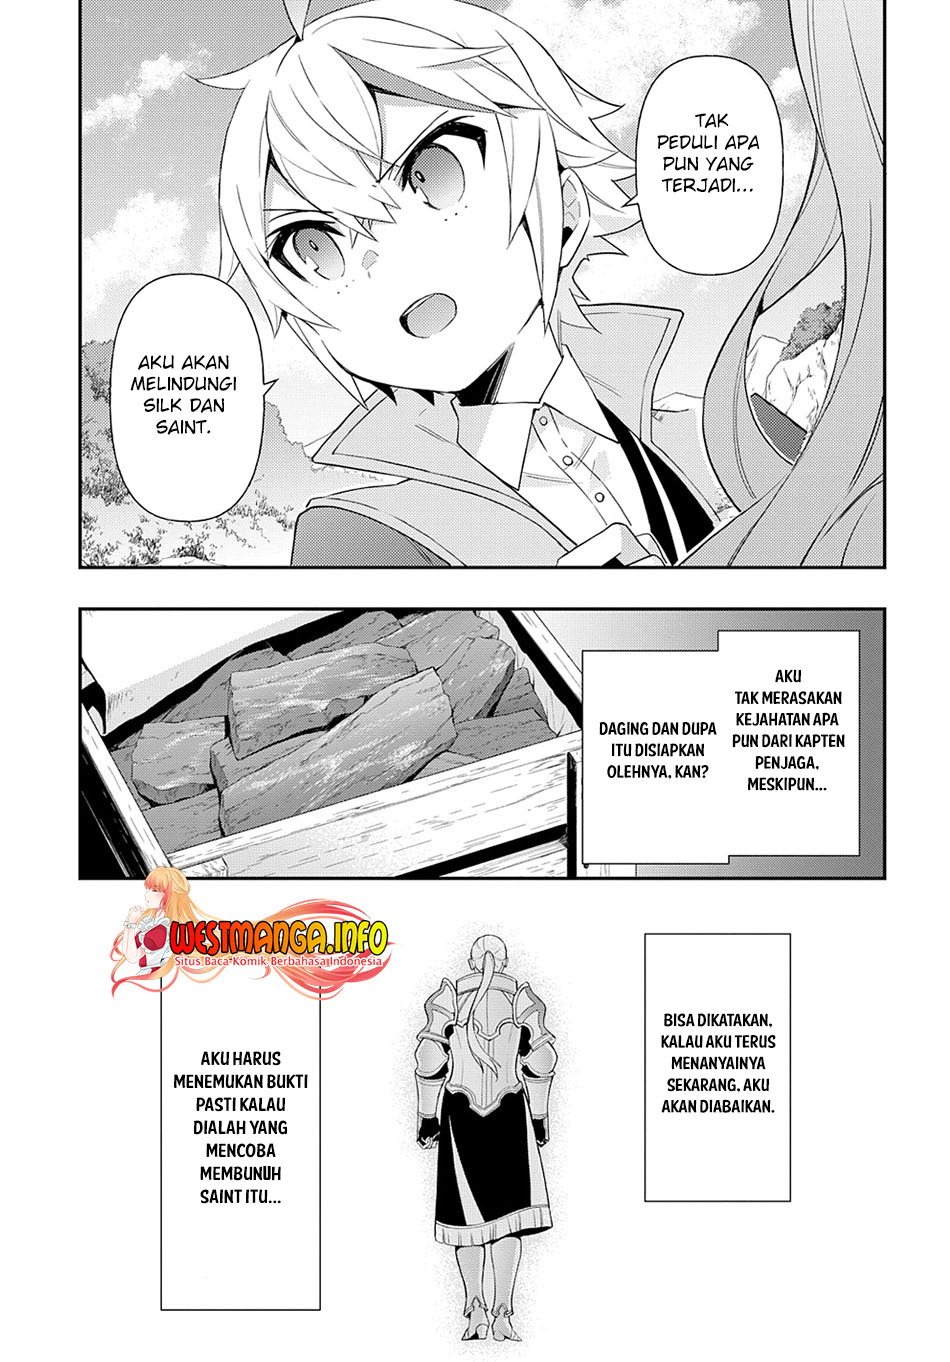 TAK
PEDULI APA
PUN YANG
TERJADI...
AKU AKAN
MELINDUNGI
SILK DAN
SAINT.
AKU
TAK MERASAKAN
KEJAHATAN APA
PUN DARI KAPTEN
PENJAGA,
MESKIPUN...
DAGING DAN DUPA
ITU DISIAPKAN
OLEHNYA, KAN?
WESTMANGA.INFO
Situs Baca Komik Berbahasa Indonesia
BISA DIKATAKAN,
KALAU AKU TERUS
MENANYAINYA
SEKARANG, AKU
AKAN DIABAIKAN.
AKU HARUS
MENEMUKAN BUKTI
PASTI KALAU
DIALAH YANG
MENCOBA
MEMBUNUH
SAINT ITU...